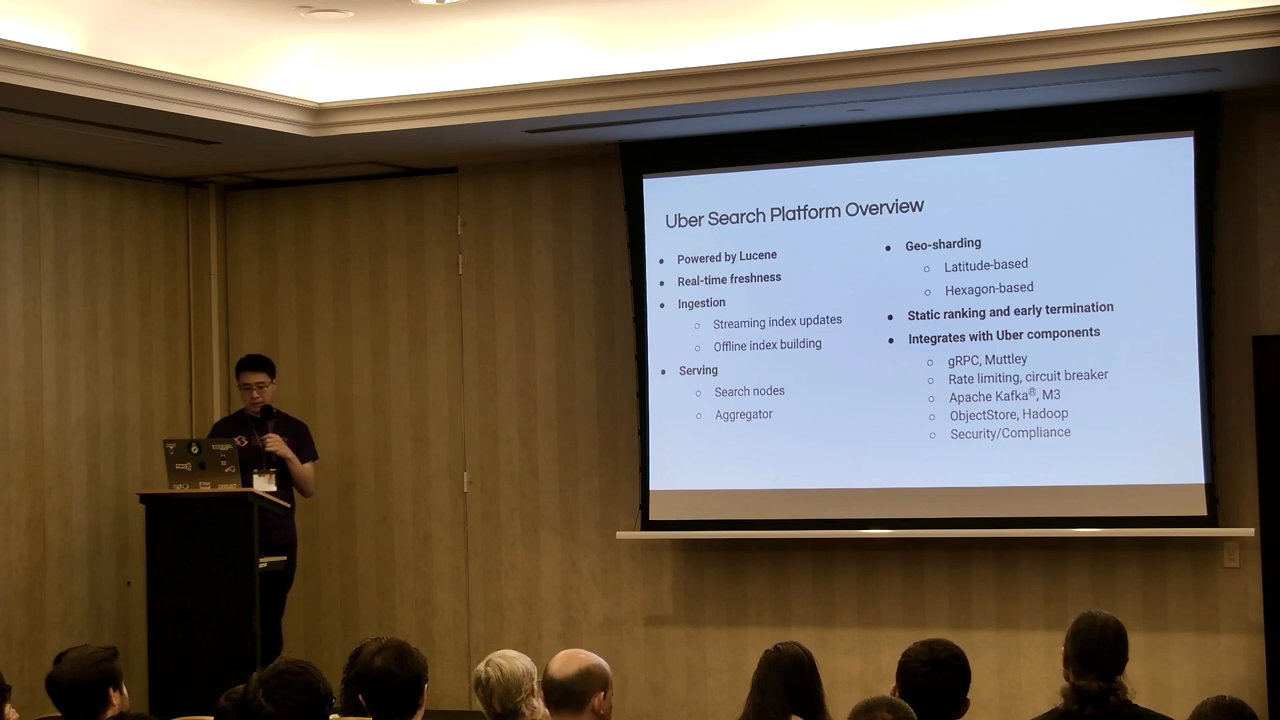 Uber Search Platform Overview
Powered by Lucene
Real-time freshness
Ingestion
Streaming index updates
Offline index building
Serving
Search nodes
Aggregator
Geo-sharding
Latitude-based
Hexagon-based
Static ranking and early termination
Integrates with Uber components
gRPC, Muttley
Rate limiting, circuit breaker
Apache Kafka®, M3
ObjectStore, Hadoop
Security/Compliance